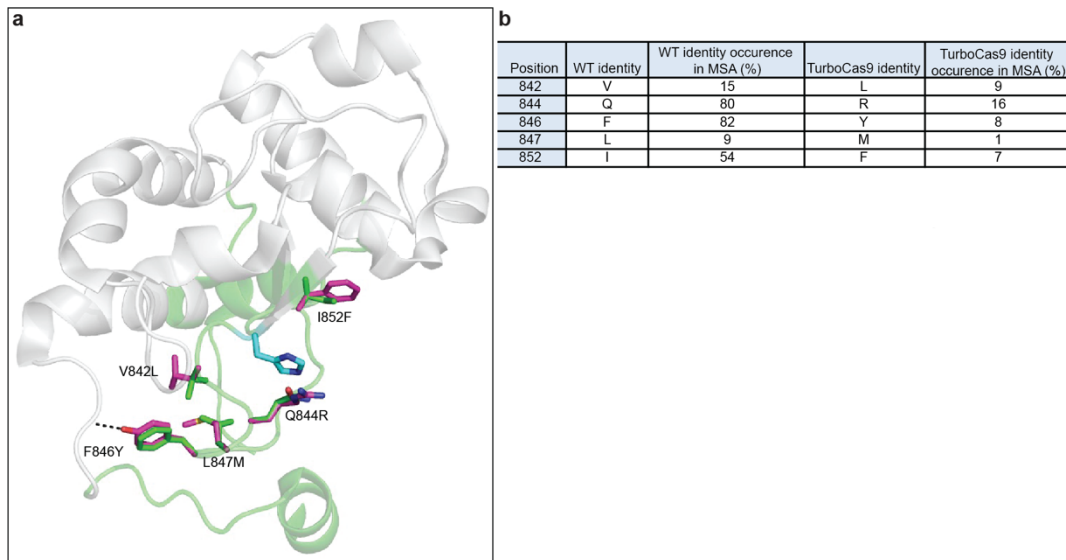 a
I852F
V842L
Q844R
F846Y
L847M
b
Position WT identity WT identity occurence in MSA (%) TurboCas9 identity TurboCas9 identity occurence in MSA (%)
842 V 15 L 9
844 Q 80 R 16
846 F 82 Y 8
847 L 9 M 1
852 I 54 F 7